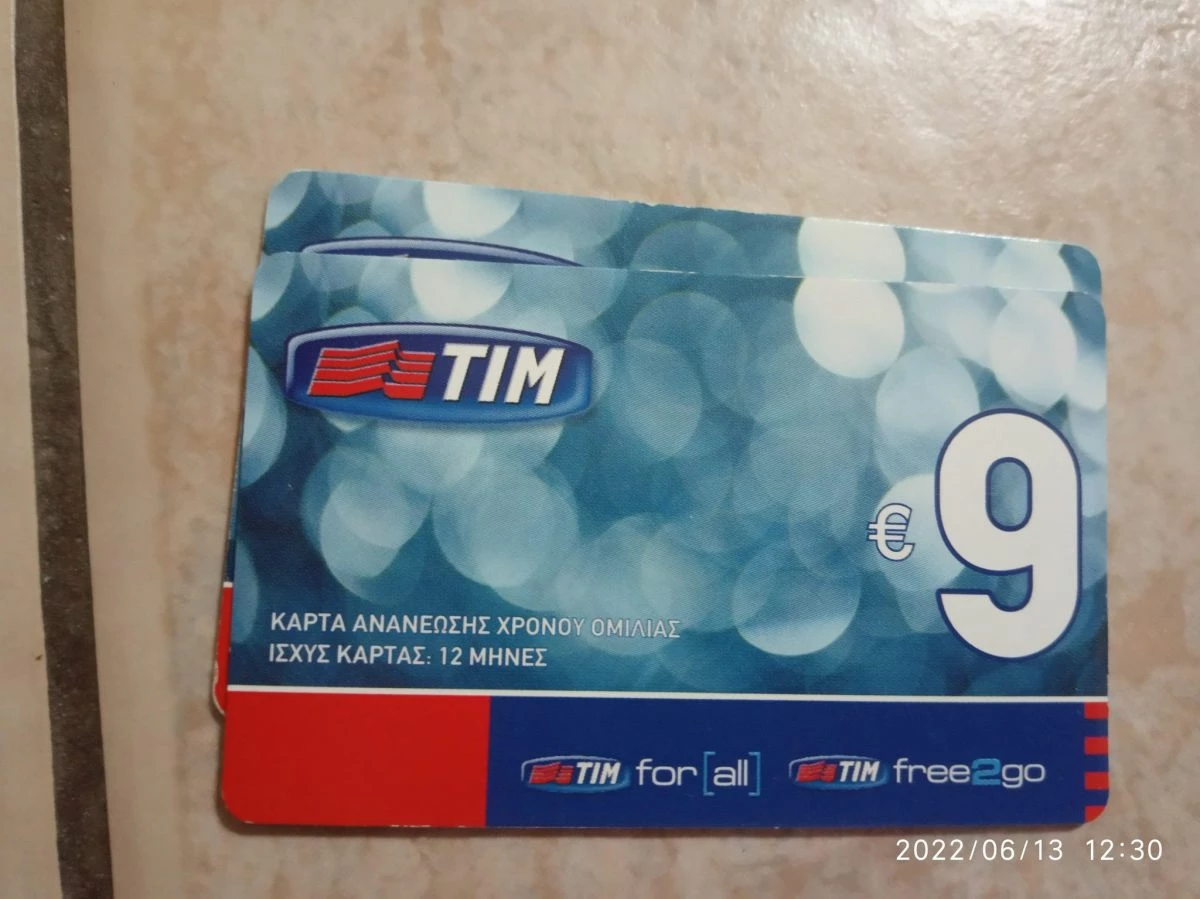 TIM
€9
ΚΑΡΤΑ ΑΝΑΝΕΩΣΗΣ ΧΡΟΝΟΥ ΟΜΙΛΙΑΣ
ΙΣΧΥΣ ΚΑΡΤΑΣ: 12 ΜΗΝΕΣ
TIM for [all] TIM free2go
2022/06/13 12:30